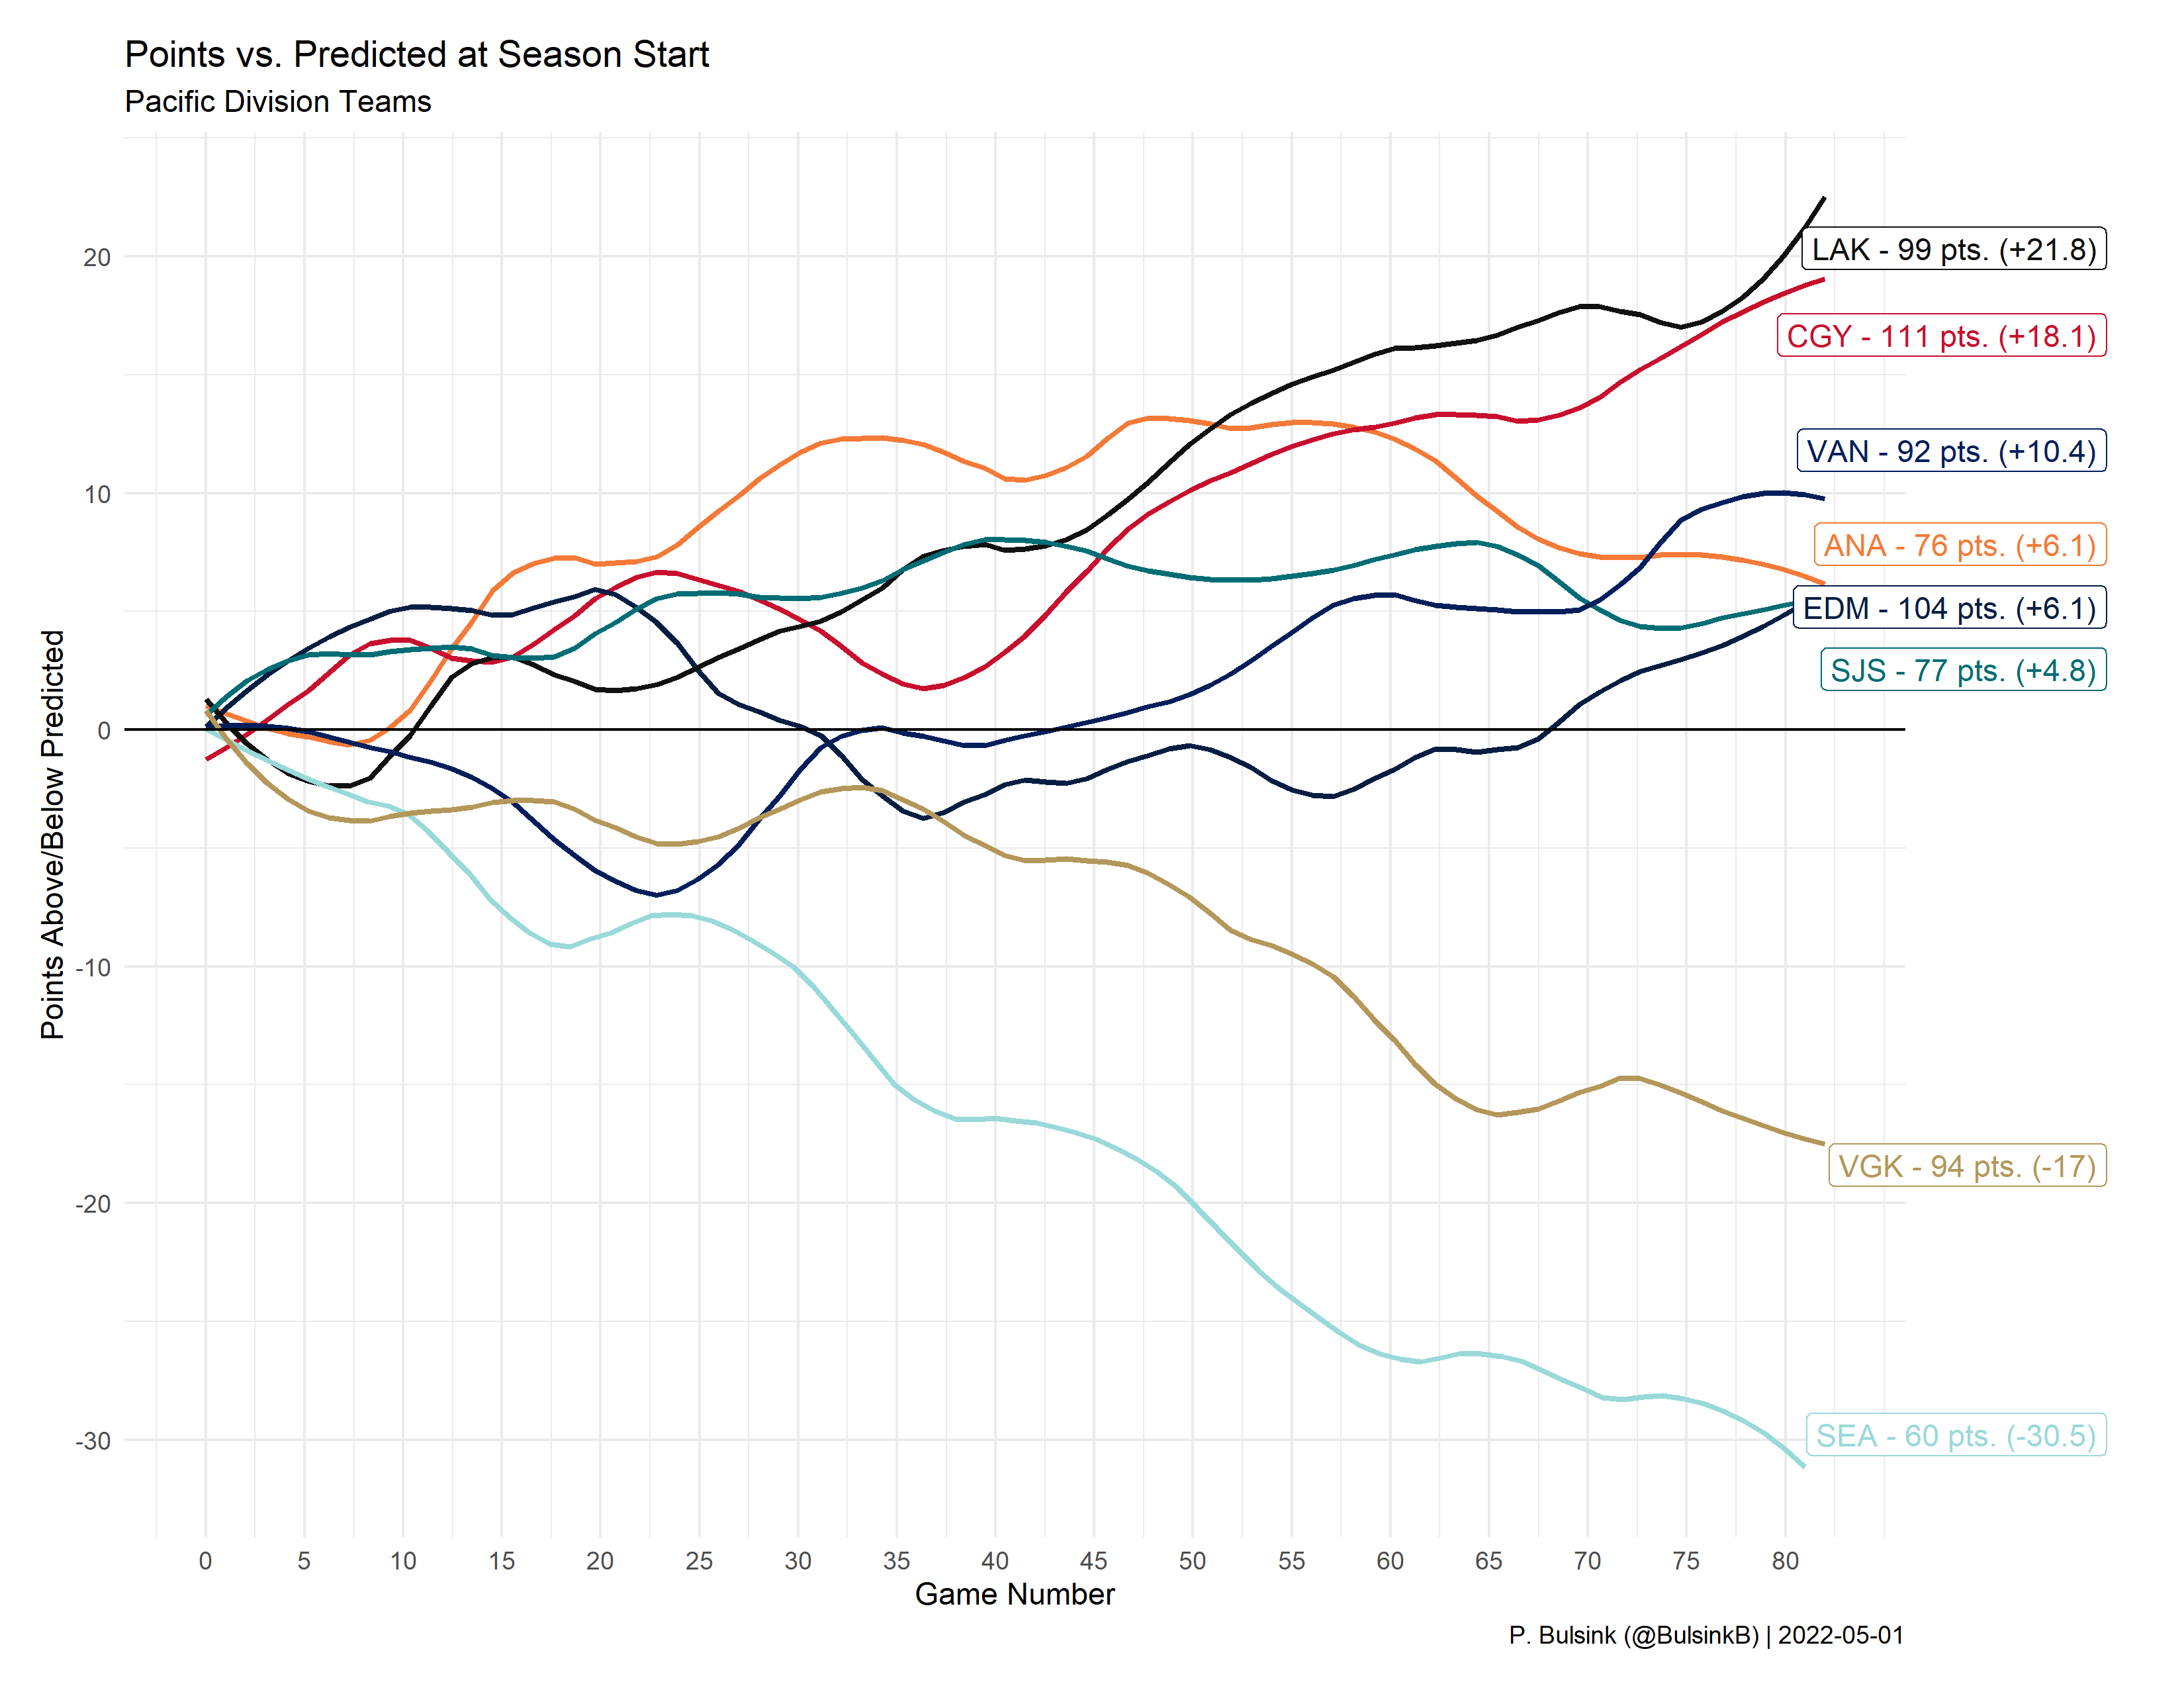 Points vs. Predicted at Season Start
Pacific Division Teams
Points Above/Below Predicted
20
10
0
-10
-20
-30
LAK - 99 pts. (+21.8)
CGY - 111 pts. (+18.1)
VAN - 92 pts. (+10.4)
ANA - 76 pts. (+6.1)
EDM - 104 pts. (+6.1)
SJS - 77 pts. (+4.8)
VGK - 94 pts. (-17)
SEA - 60 pts. (-30.5)
0 5 10 15 20 25 30 35 40 45 50 55 60 65 70 75 80
Game Number
P. Bulsink (@BulsinkB) | 2022-05-01